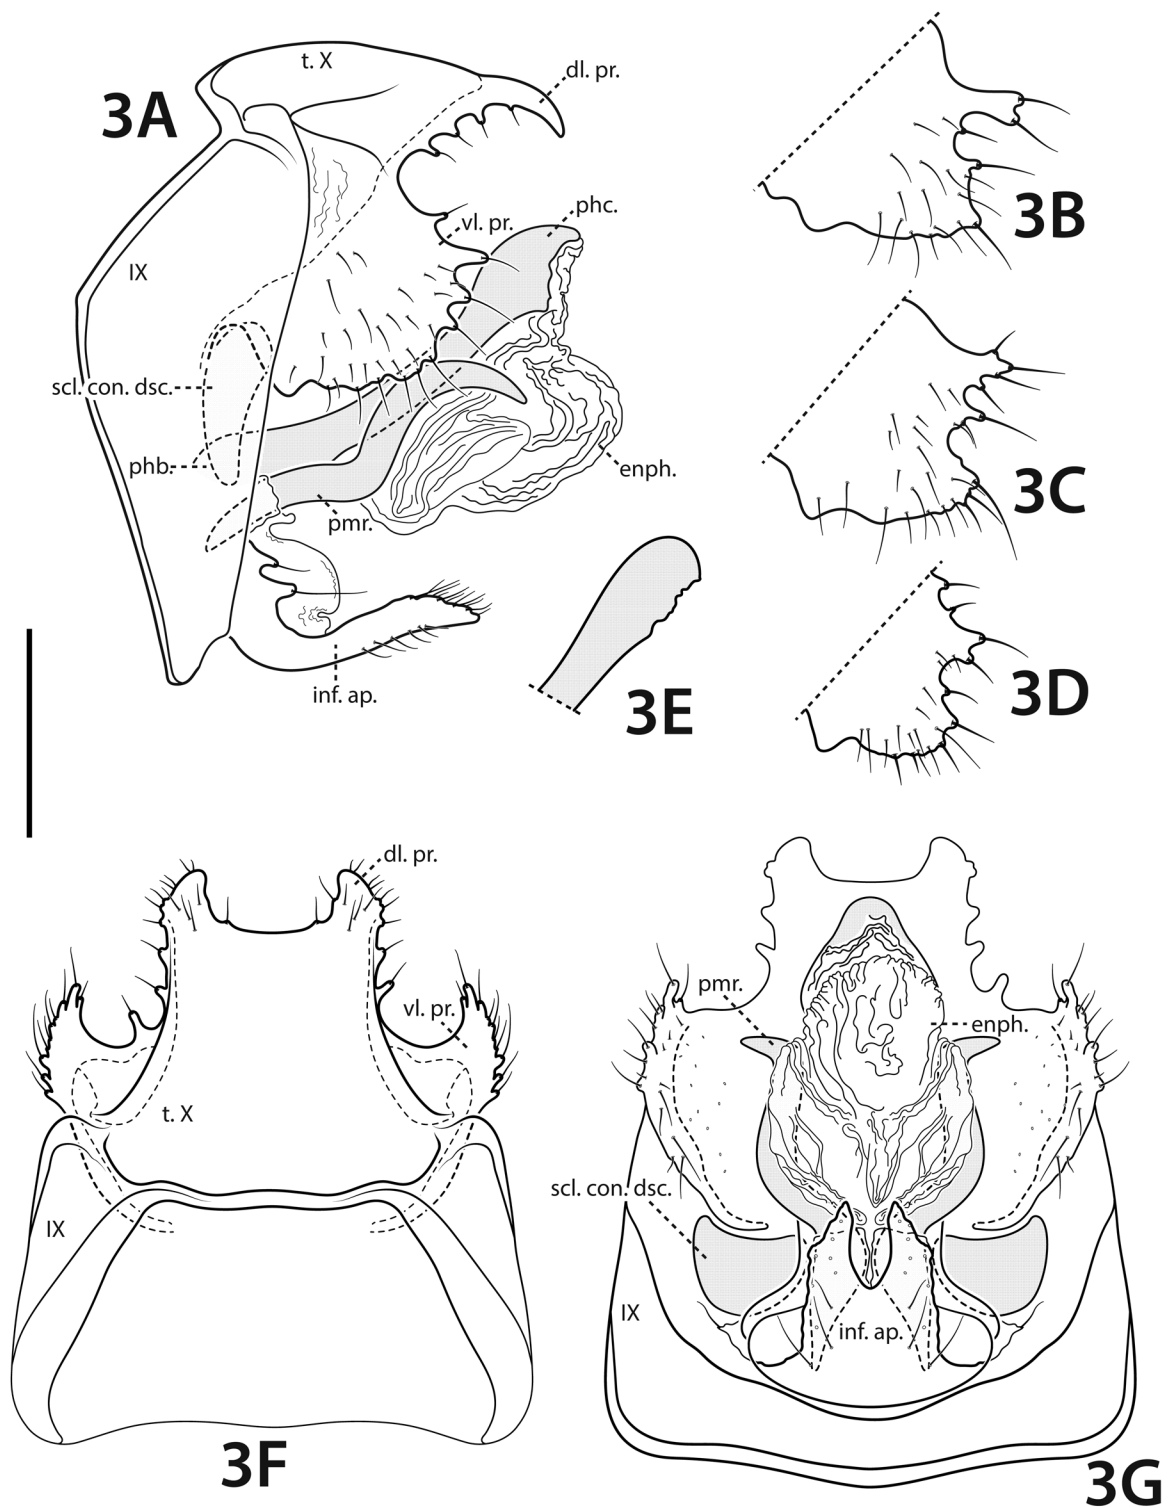 t. X
dl. pr.
3A
phc.
vl. pr.
3B
IX
scl. con. dsc.
phb.
enph.
3C
pmr.
inf. ap.
3E
3D
dl. pr.
vl. pr.
pmr.
enph.
t. X
scl. con. dsc.
IX
IX
inf. ap.
3F
3G